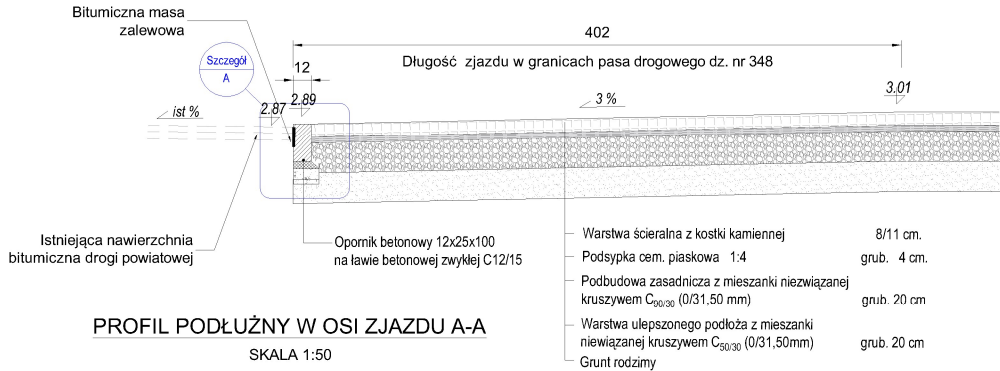 Bitumiczna masa
zalewowa
402
Szczegół
A
12
Długość zjazdu w granicach pasa drogowego dz. nr 348
2.87
2.89
3 %
3.01
ist %
Istniejąca nawierzchnia
bitumiczna drogi powiatowej
Opornik betonowy 12x25x100
na ławie betonowej zwykłej C12/15
Warstwa ścieralna z kostki kamiennej 8/11 cm.
Podsypka cem. piaskowa 1:4 grub. 4 cm.
Podbudowa zasadnicza z mieszanki niezwiązanej
kruszywem C90/30 (0/31,50 mm) grub. 20 cm
Warstwa ulepszonego podłoża z mieszanki
niewiązanej kruszywem C50/30 (0/31,50mm) grub. 20 cm
Grunt rodzimy
PROFIL PODŁUŻNY W OSI ZJAZDU A-A
SKALA 1:50